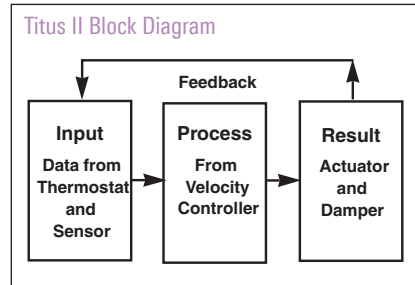 Titus II Block Diagram
Feedback
Input
Data from
Thermostat
and
Sensor
Process
From
Velocity
Controller
Result
Actuator
and
Damper